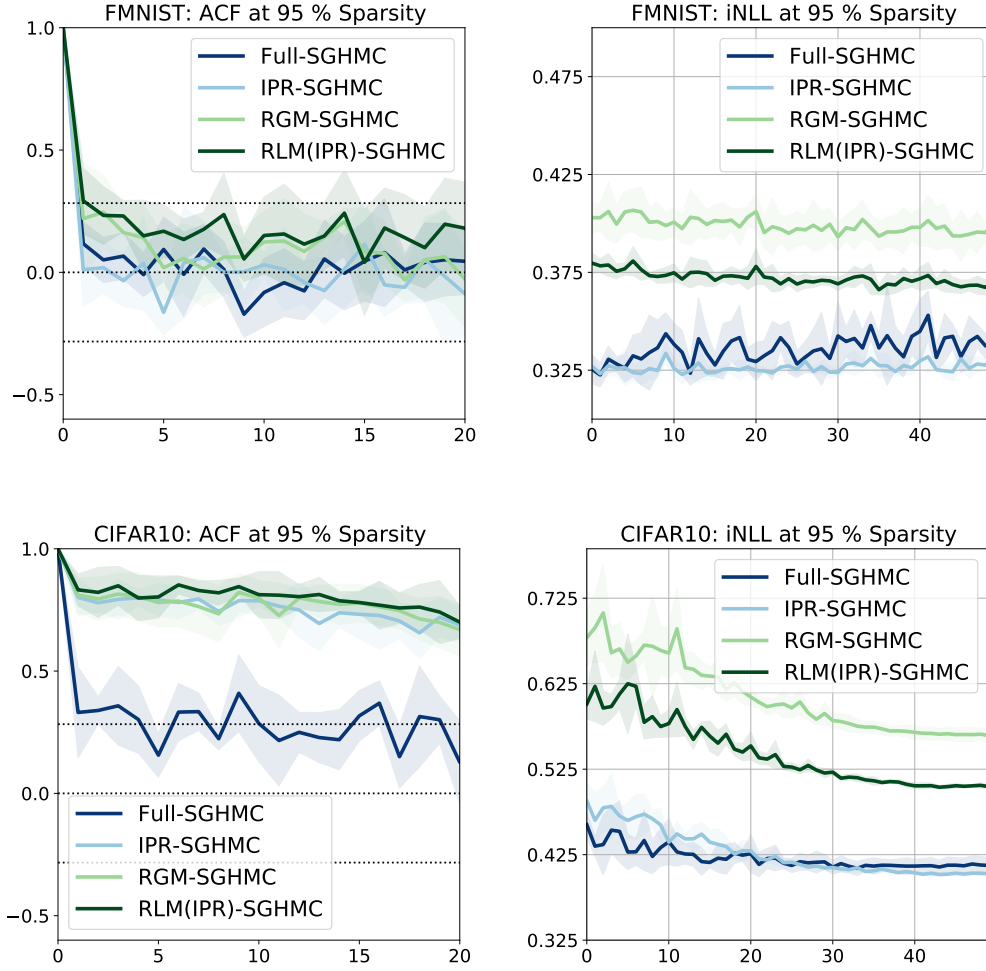 FMNIST: ACF at 95 % Sparsity
1.0
0.5
0.0
−0.5
0
5
10
15
20
Full-SGHMC
IPR-SGHMC
RGM-SGHMC
RLM(IPR)-SGHMC
FMNIST: iNLL at 95 % Sparsity
0.475
0.425
0.375
0.325
0
10
20
30
40
Full-SGHMC
IPR-SGHMC
RGM-SGHMC
RLM(IPR)-SGHMC
CIFAR10: ACF at 95 % Sparsity
1.0
0.5
0.0
−0.5
0
5
10
15
20
Full-SGHMC
IPR-SGHMC
RGM-SGHMC
RLM(IPR)-SGHMC
CIFAR10: iNLL at 95 % Sparsity
0.725
0.625
0.525
0.425
0.325
0
10
20
30
40
Full-SGHMC
IPR-SGHMC
RGM-SGHMC
RLM(IPR)-SGHMC